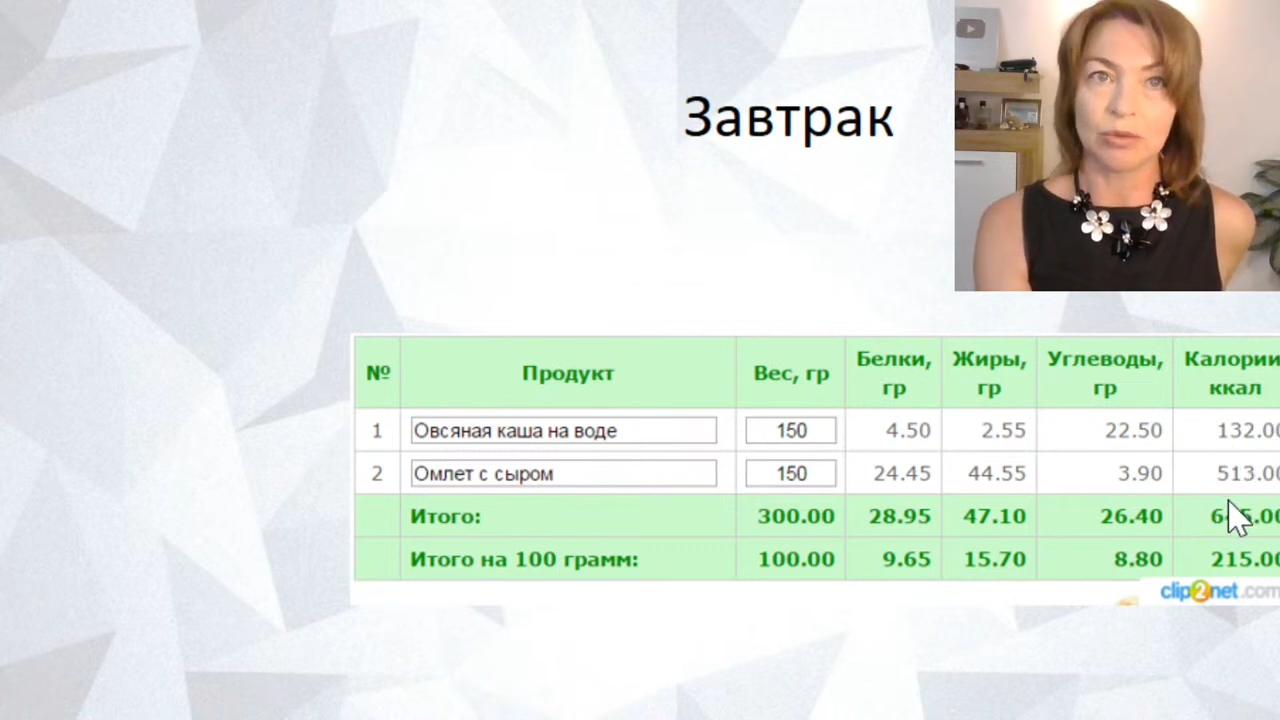 Завтрак
№ Продукт Вес, гр Белки, гр Жиры, гр Углеводы, гр Калории ккал
1 Овсяная каша на воде 150 4.50 2.55 22.50 132.00
2 Омлет с сыром 150 24.45 44.55 3.90 513.00
Итого: 300.00 28.95 47.10 26.40
Итого на 100 грамм: 100.00 9.65 15.70 8.80 215.00
clip2net.com